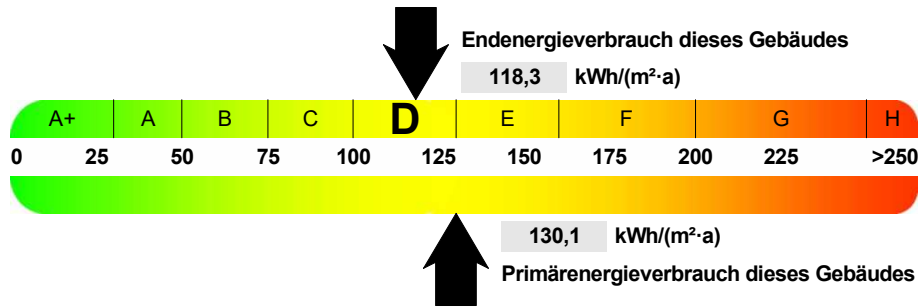 Endenergieverbrauch dieses Gebäudes
118,3 kWh/(m²·a)
A+ A B C D E F G H
0 25 50 75 100 125 150 175 200 225 >250
130,1 kWh/(m²·a)
Primärenergieverbrauch dieses Gebäudes